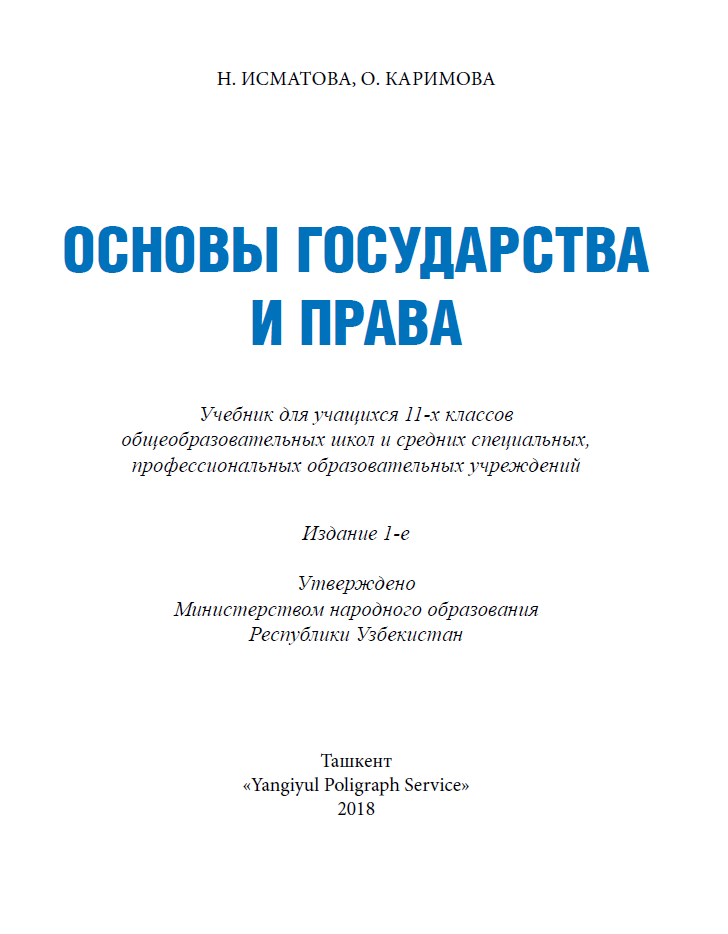 Н. ИСМАТОВА, О. КАРИМОВА
ОСНОВЫ ГОСУДАРСТВА
И ПРАВА
Учебник для учащихся 11-х классов
общеобразовательных школ и средних специальных,
профессиональных образовательных учреждений
Издание 1-е
Утверждено
Министерством народного образования
Республики Узбекистан
Ташкент
«Yangiyul Poligraph Service»
2018